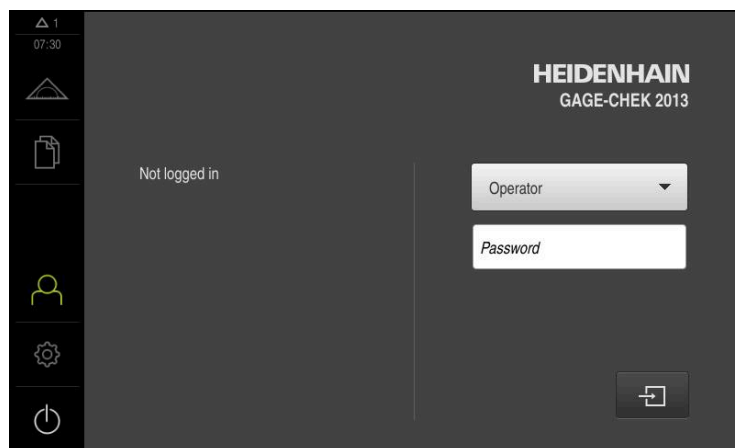 1
07:30
HEIDENHAIN
GAGE-CHEK 2013
Not logged in
Operator
Password